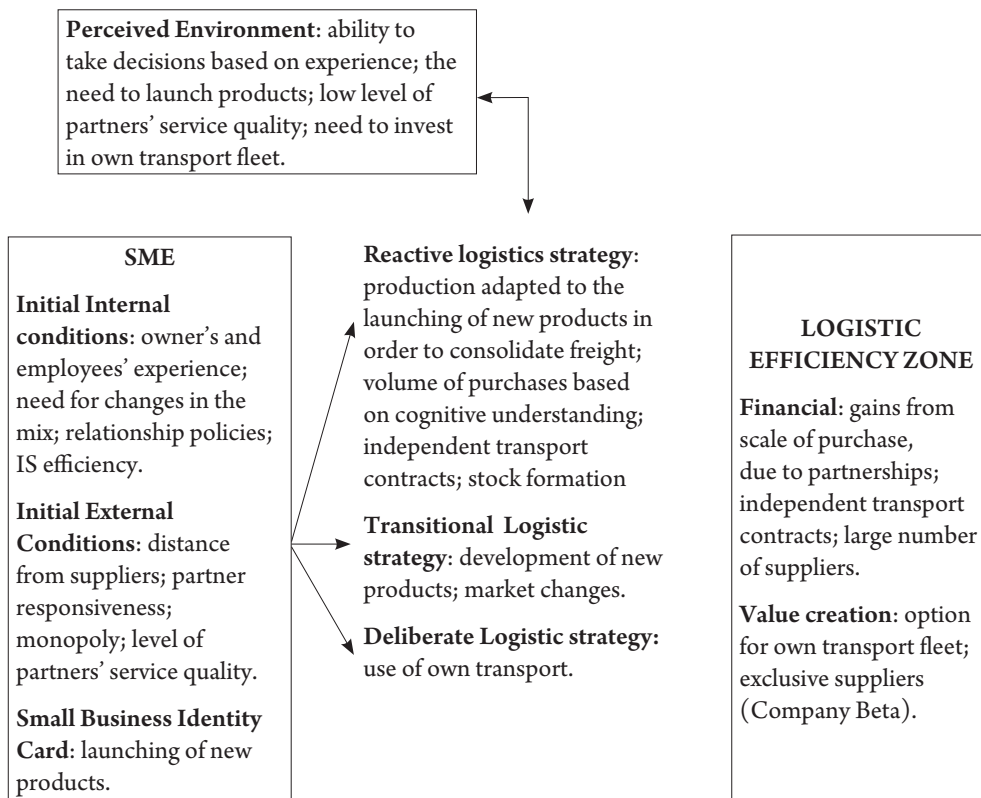 Perceived Environment: ability to
take decisions based on experience; the
need to launch products; low level of
partners’ service quality; need to invest
in own transport fleet.
SME
Initial Internal
conditions: owner’s and
employees’ experience;
need for changes in the
mix; relationship policies;
IS efficiency.
Initial External
Conditions: distance
from suppliers; partner
responsiveness;
monopoly; level of
partners’ service quality.
Small Business Identity
Card: launching of new
products.
Reactive logistics strategy:
production adapted to the
launching of new products in
order to consolidate freight;
volume of purchases based
on cognitive understanding;
independent transport
contracts; stock formation
Transitional Logistic
strategy: development of new
products; market changes.
Deliberate Logistic strategy:
use of own transport.
LOGISTIC
EFFICIENCY ZONE
Financial: gains from
scale of purchase,
due to partnerships;
independent transport
contracts; large number
of suppliers.
Value creation: option
for own transport fleet;
exclusive suppliers
(Company Beta).